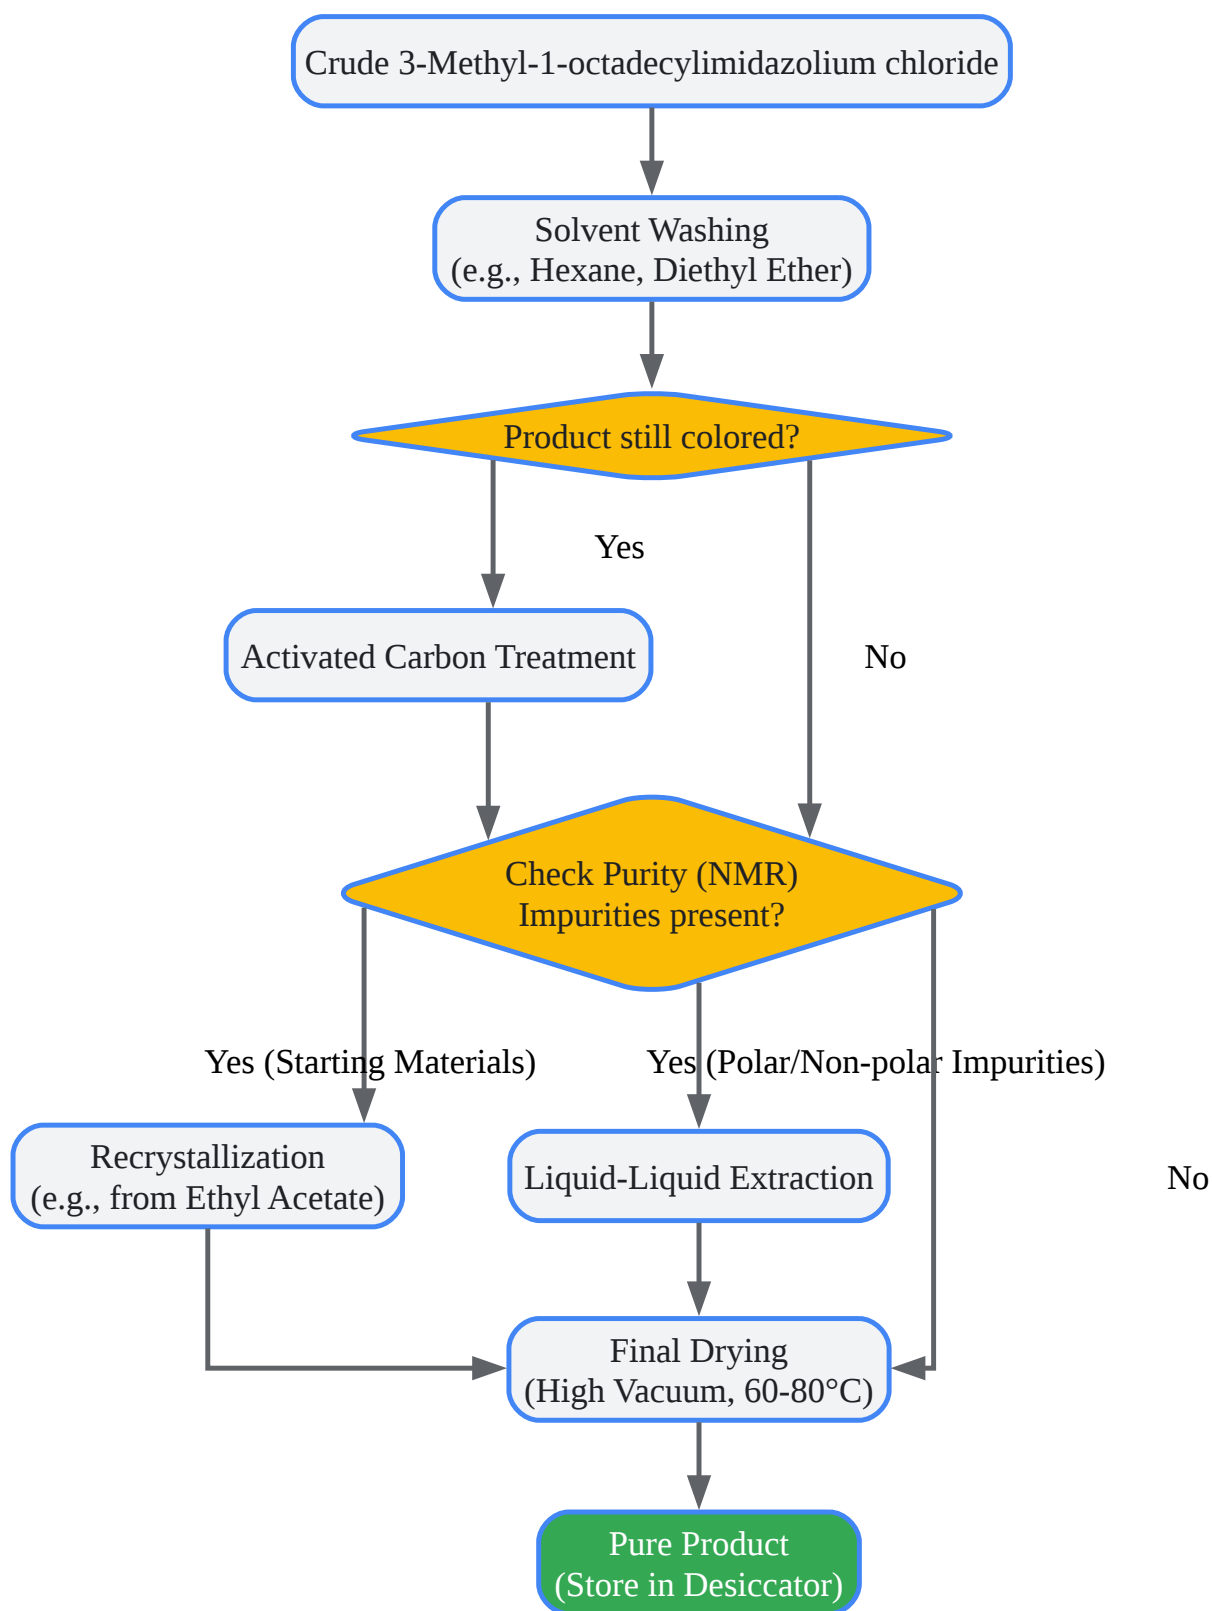 Crude 3-Methyl-1-octadecylimidazolium chloride
Solvent Washing
(e.g., Hexane, Diethyl Ether)
Product still colored?
Yes
Activated Carbon Treatment
No
Check Purity (NMR)
Impurities present?
Yes (Starting Materials)
Yes (Polar/Non-polar Impurities)
Recrystallization
(e.g., from Ethyl Acetate)
Liquid-Liquid Extraction
No
Final Drying
(High Vacuum, 60-80°C)
Pure Product
(Store in Desiccator)